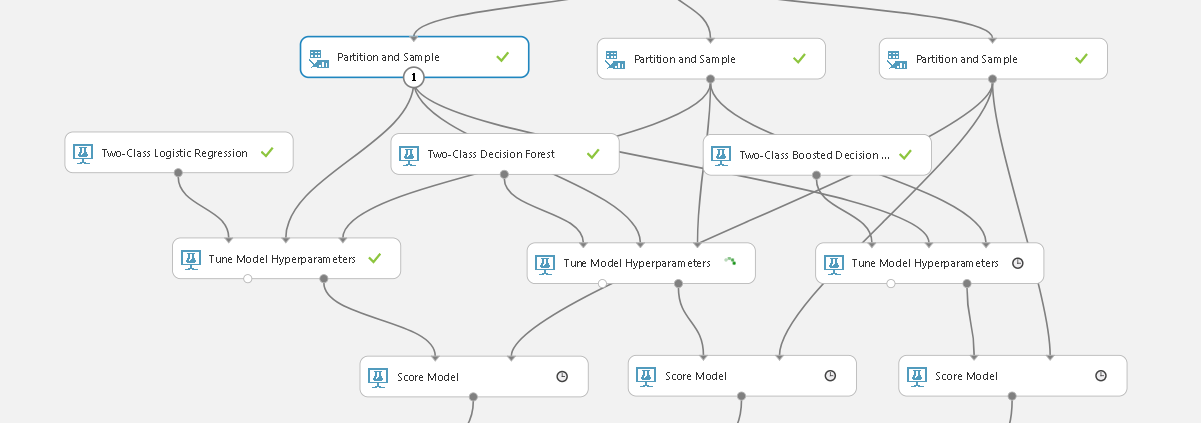 Partition and Sample
Partition and Sample
Partition and Sample
1
Two-Class Logistic Regression
Two-Class Decision Forest
Two-Class Boosted Decision ...
Tune Model Hyperparameters
Tune Model Hyperparameters
Tune Model Hyperparameters
Score Model
Score Model
Score Model